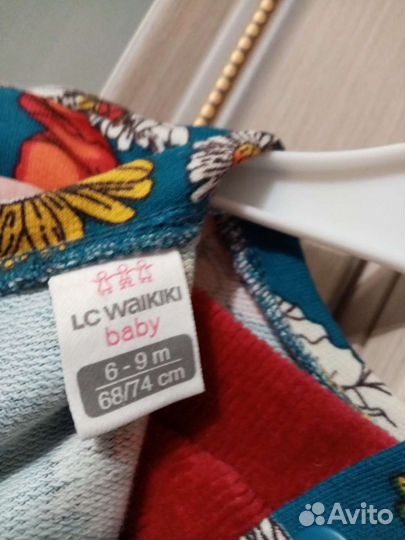 LC WAIKIKI
baby
6 - 9 m
68/74 cm
Avito